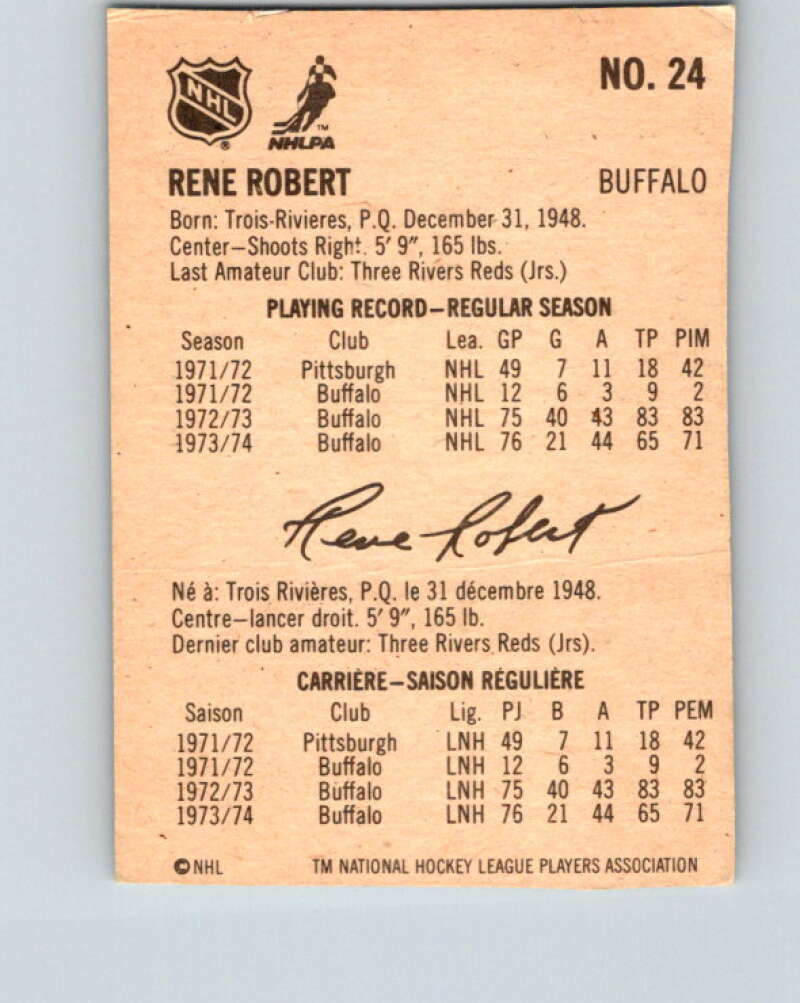 NO. 24
NHL
®
TM
NHLPA
RENE ROBERT BUFFALO
Born: Trois-Rivieres, P.Q. December 31, 1948.
Center—Shoots Right. 5′ 9″, 165 lbs.
Last Amateur Club: Three Rivers Reds (Jrs.)
PLAYING RECORD—REGULAR SEASON
Season Club Lea. GP G A TP PIM
1971/72 Pittsburgh NHL 49 7 11 18 42
1971/72 Buffalo NHL 12 6 3 9 2
1972/73 Buffalo NHL 75 40 43 83 83
1973/74 Buffalo NHL 76 21 44 65 71
Rene Robert
Né à: Trois Rivières, P.Q. le 31 décembre 1948.
Centre—lancer droit. 5′ 9″, 165 lb.
Dernier club amateur: Three Rivers Reds (Jrs).
CARRIÈRE—SAISON RÉGULIÈRE
Saison Club Lig. PJ B A TP PEM
1971/72 Pittsburgh LNH 49 7 11 18 42
1971/72 Buffalo LNH 12 6 3 9 2
1972/73 Buffalo LNH 75 40 43 83 83
1973/74 Buffalo LNH 76 21 44 65 71
© NHL TM NATIONAL HOCKEY LEAGUE PLAYERS ASSOCIATION